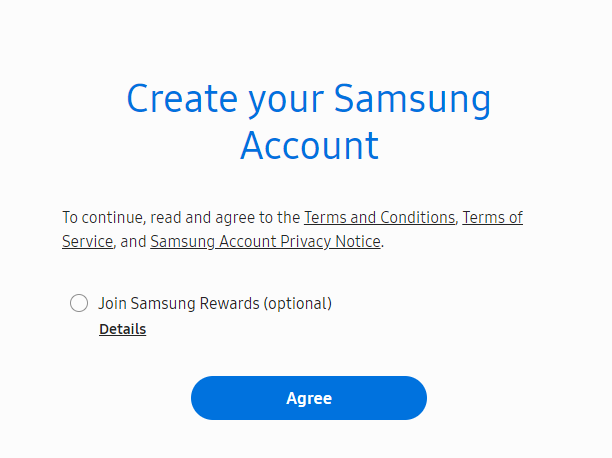 Create your Samsung
Account
To continue, read and agree to the Terms and Conditions, Terms of
Service, and Samsung Account Privacy Notice.
Join Samsung Rewards (optional)
Details
Agree